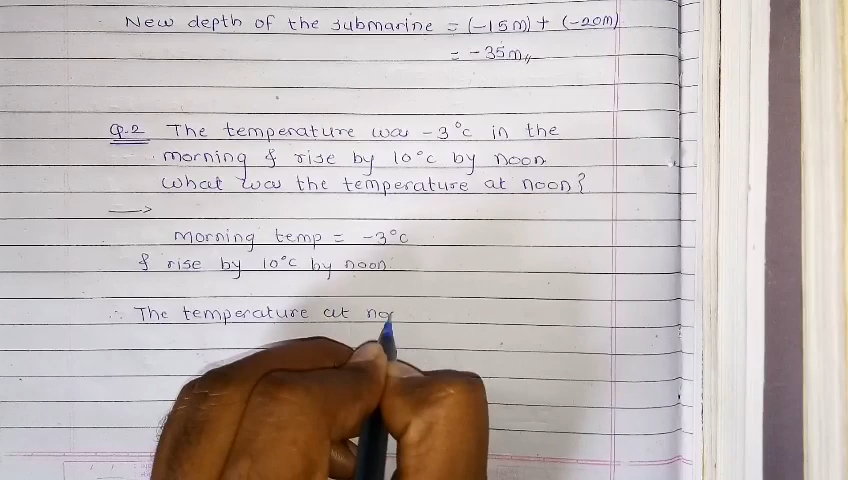 New depth of the submarine = (-15m) + (-20m)
= -35m,,
Q.2 The temperature was -3°c in the
morning & rise by 10°c by noon.
What was the temperature at noon?
→
morning temp = -3°c
& rise by 10°c by noon.
∴ The temperature at no